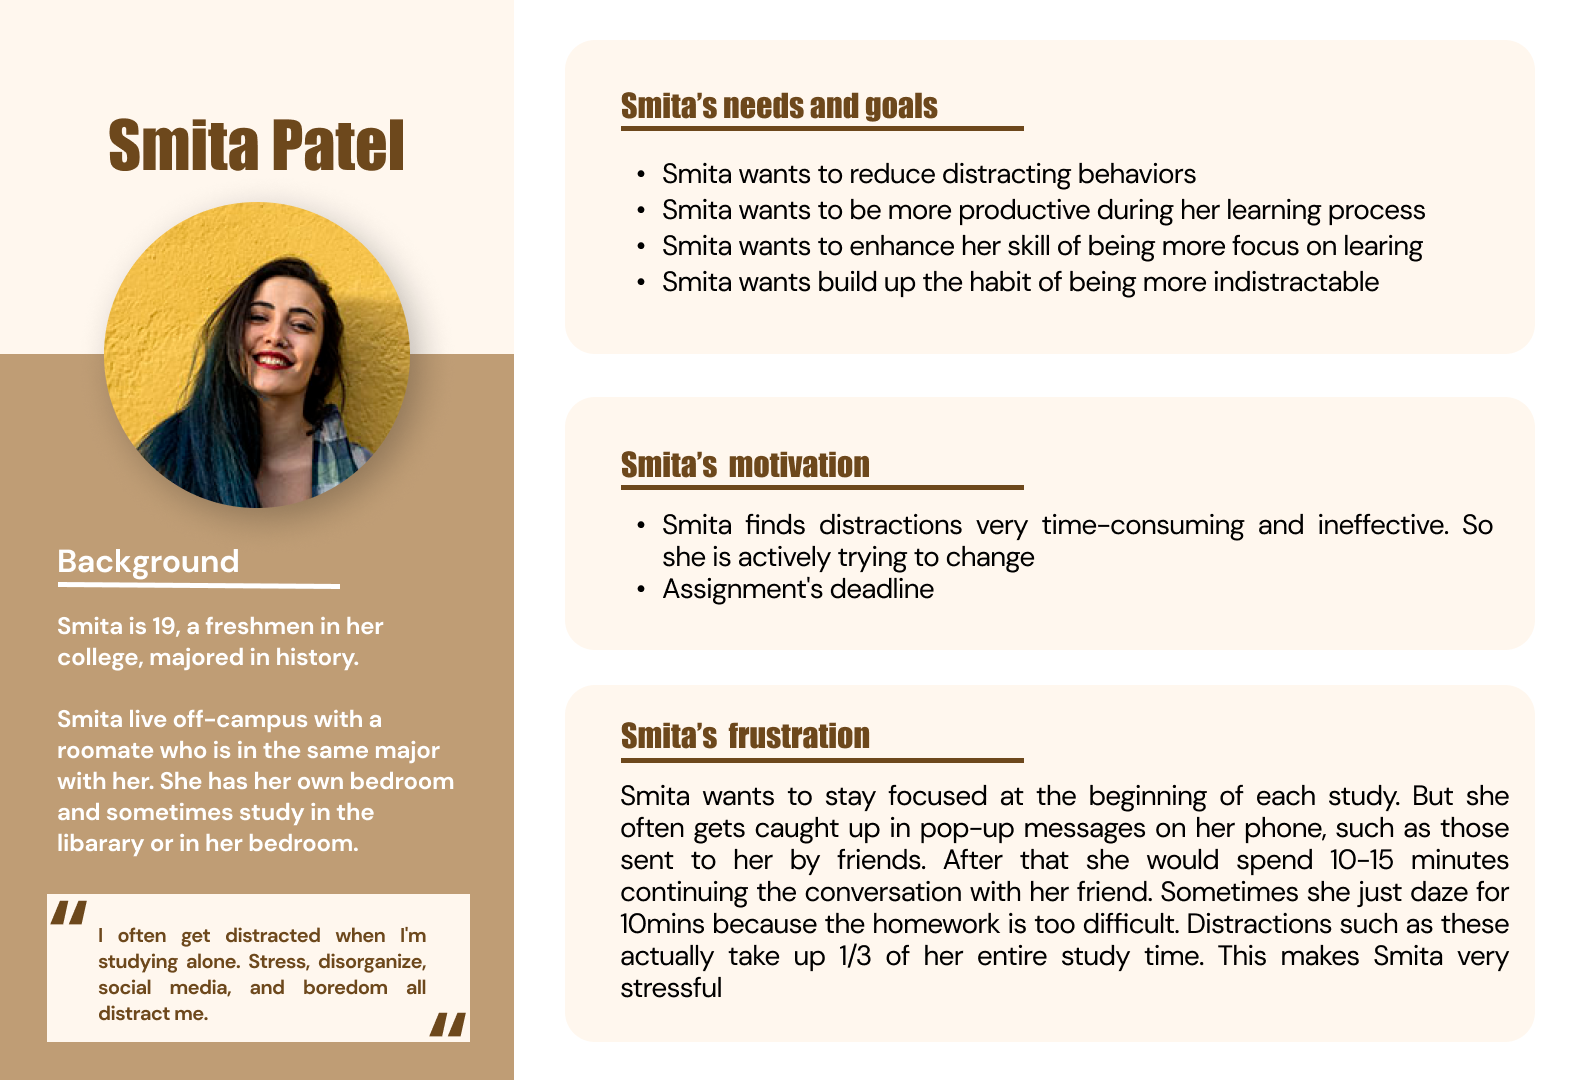 Smita Patel
Background
Smita is 19, a freshmen in her
college, majored in history.
Smita live off-campus with a
roomate who is in the same major
with her. She has her own bedroom
and sometimes study in the
libarary or in her bedroom.
I often get distracted when I'm
studying alone. Stress, disorganize,
social media, and boredom all
distract me.
Smita’s needs and goals
• Smita wants to reduce distracting behaviors
• Smita wants to be more productive during her learning process
• Smita wants to enhance her skill of being more focus on learing
• Smita wants build up the habit of being more indistractable
Smita’s motivation
• Smita finds distractions very time-consuming and ineffective. So
she is actively trying to change
• Assignment's deadline
Smita’s frustration
Smita wants to stay focused at the beginning of each study. But she
often gets caught up in pop-up messages on her phone, such as those
sent to her by friends. After that she would spend 10-15 minutes
continuing the conversation with her friend. Sometimes she just daze for
10mins because the homework is too difficult. Distractions such as these
actually take up 1/3 of her entire study time. This makes Smita very
stressful